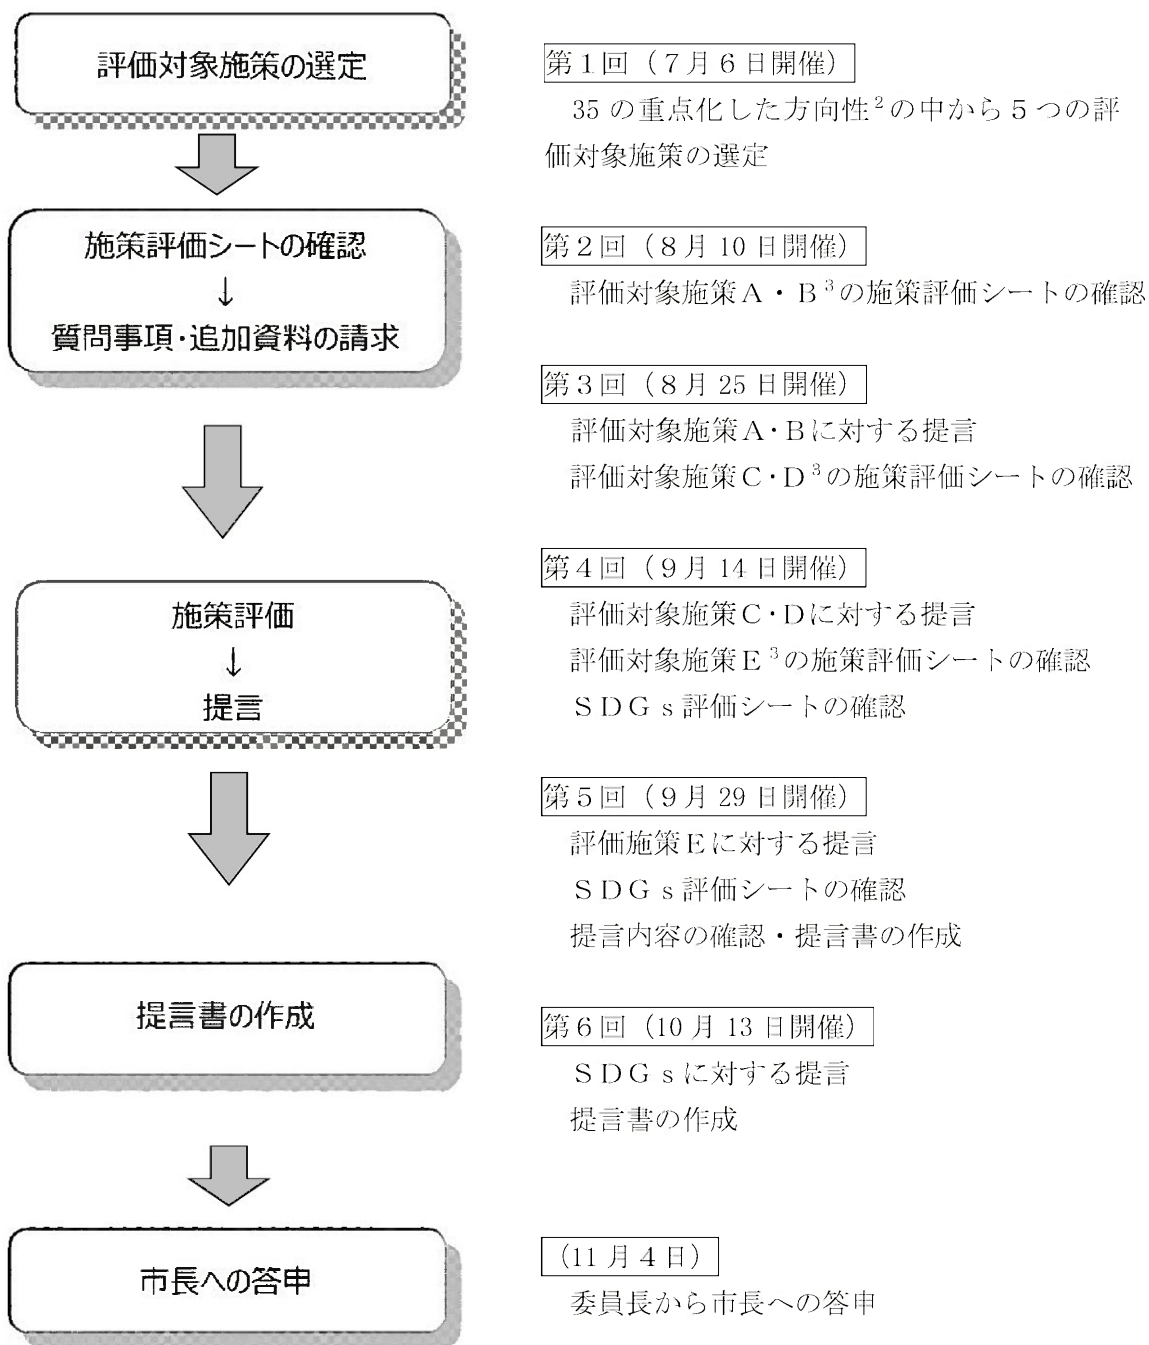 評価対象施策の選定
第1回（7月6日開催）
35の重点化した方向性²の中から5つの評
価対象施策の選定
施策評価シートの確認
↓
質問事項・追加資料の請求
第2回（8月10日開催）
評価対象施策A・B³の施策評価シートの確認
第3回（8月25日開催）
評価対象施策A・Bに対する提言
評価対象施策C・D³の施策評価シートの確認
施策評価
↓
提言
第4回（9月14日開催）
評価対象施策C・Dに対する提言
評価対象施策E³の施策評価シートの確認
SDGs評価シートの確認
第5回（9月29日開催）
評価施策Eに対する提言
SDGs評価シートの確認
提言内容の確認・提言書の作成
提言書の作成
第6回（10月13日開催）
SDGsに対する提言
提言書の作成
市長への答申
（11月4日）
委員長から市長への答申